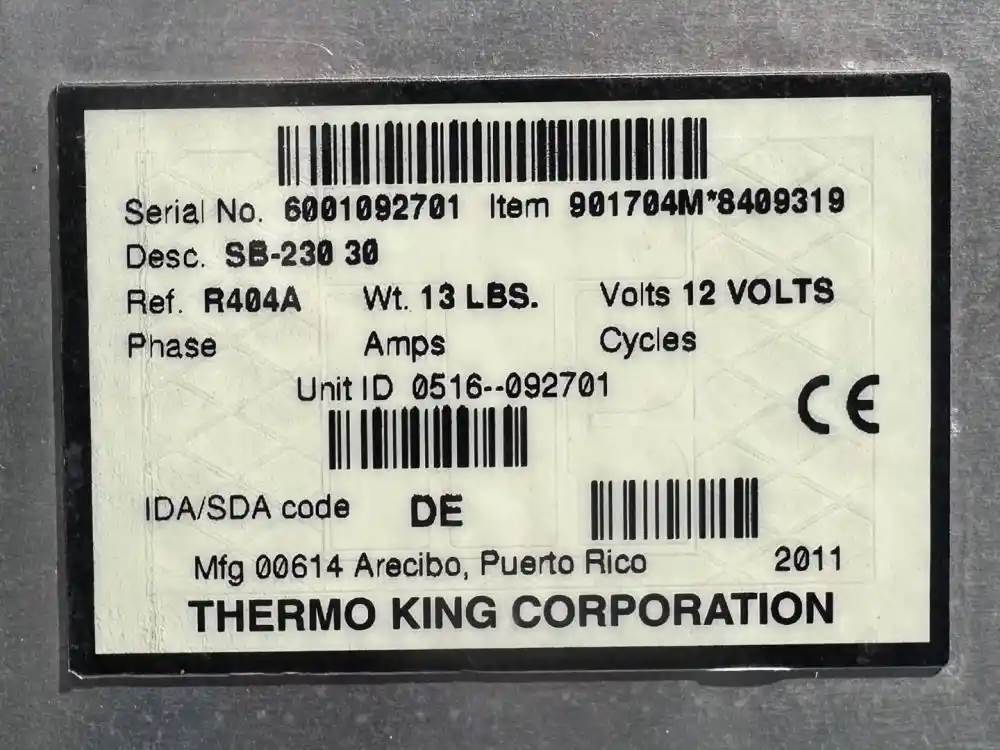 Serial No. 6001092701 Item 901704M*8409319
Desc. SB-230 30
Ref. R404A Wt. 13 LBS. Volts 12 VOLTS
Phase Amps Cycles
Unit ID 0516--092701
CE
IDA/SDA code DE
Mfg 00614 Arecibo, Puerto Rico 2011
THERMO KING CORPORATION